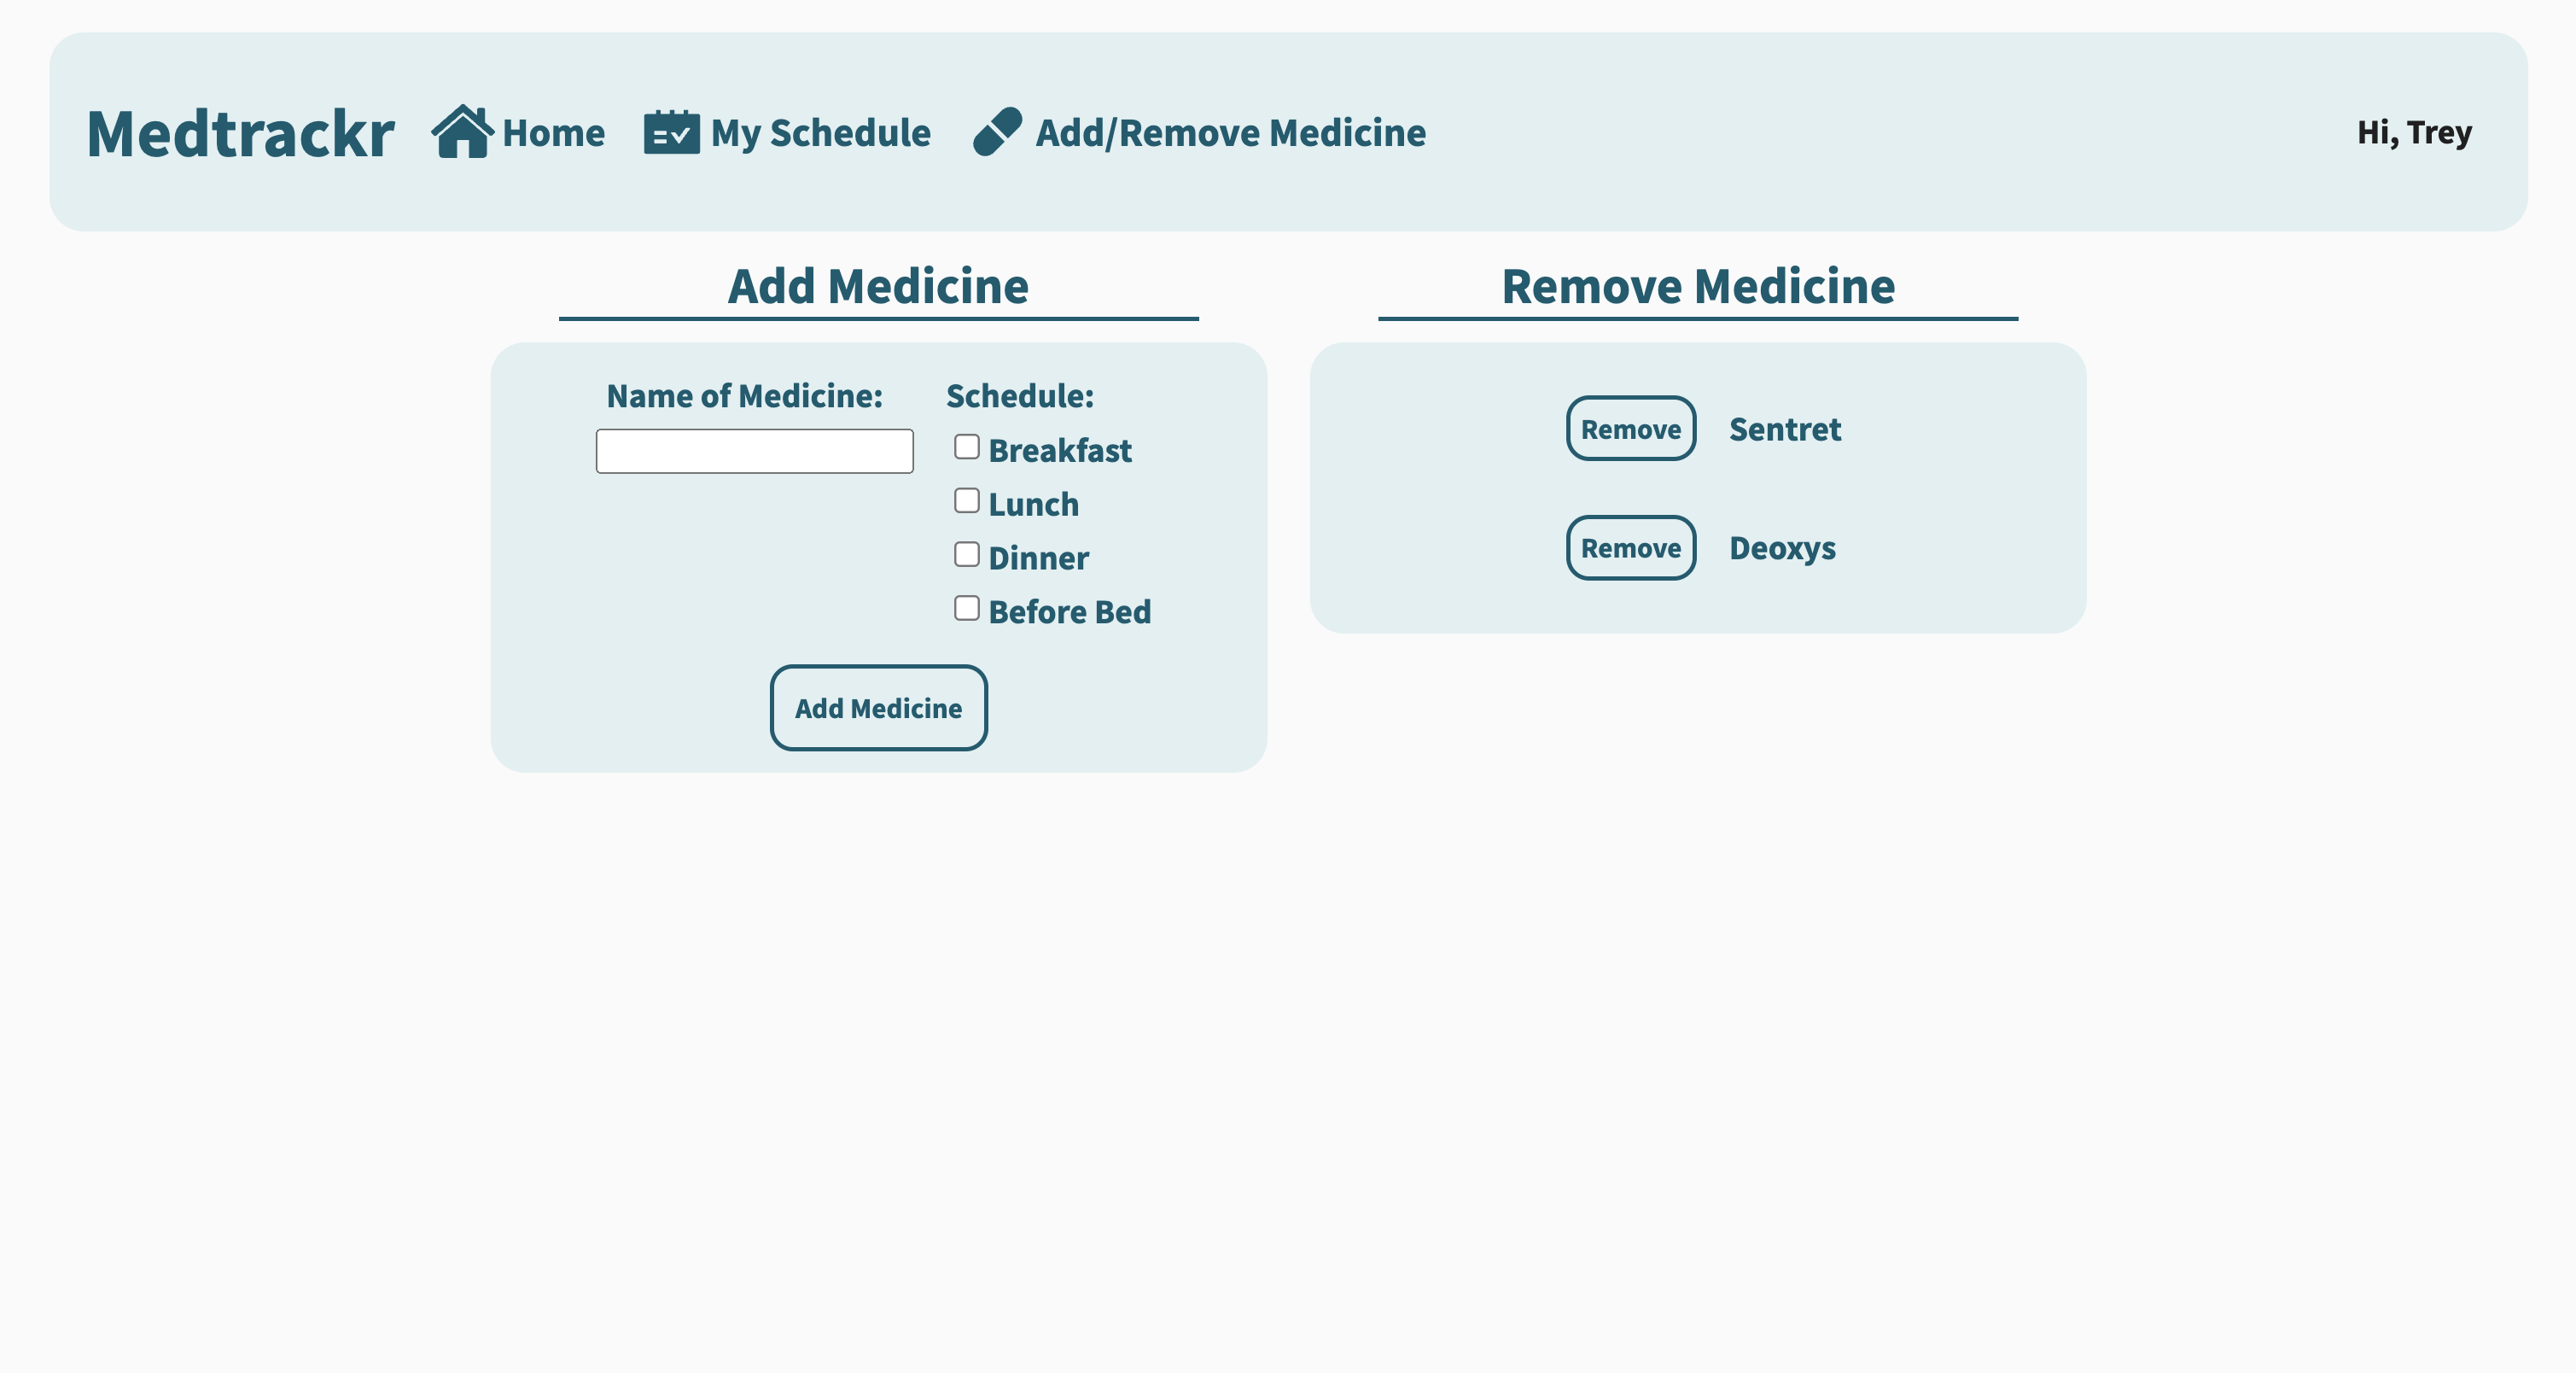 Medtrackr Home My Schedule Add/Remove Medicine Hi, Trey
Add Medicine
Name of Medicine:
Schedule:
Breakfast
Lunch
Dinner
Before Bed
Add Medicine
Remove Medicine
Remove Sentret
Remove Deoxys